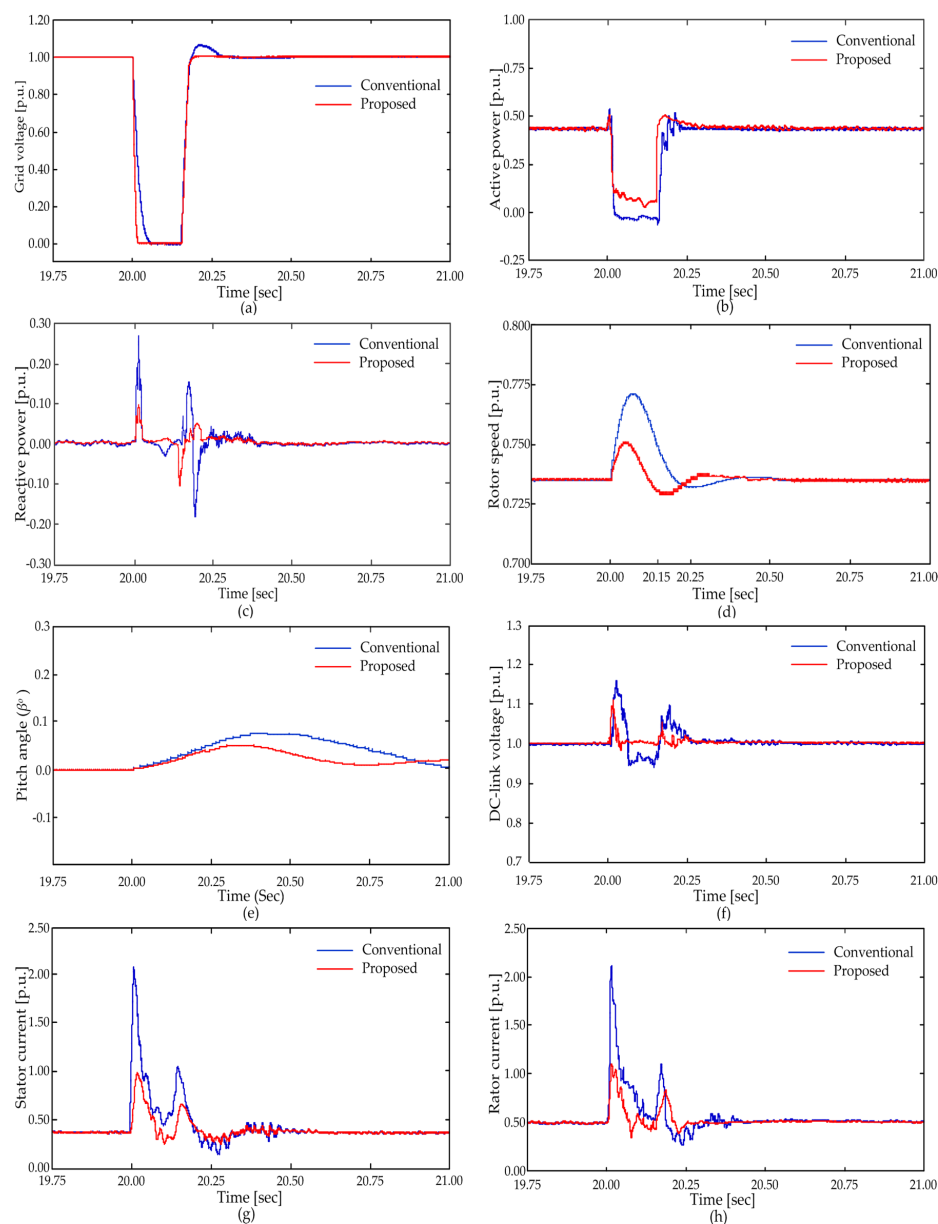 1.20
1.00
0.80
0.60
0.40
0.20
0.00
Grid voltage [p.u.]
Conventional
Proposed
19.75 20.00 20.25 20.50 20.75 21.00
Time [sec]
(a)
1.00
0.75
0.50
0.25
0.00
-0.25
Active power [p.u.]
Conventional
Proposed
19.75 20.00 20.25 20.50 20.75 21.00
Time [sec]
(b)
0.30
0.20
0.10
0.00
-0.10
-0.20
-0.30
Reactive power [p.u.]
Conventional
Proposed
19.75 20.00 20.25 20.50 20.75 21.00
Time [sec]
(c)
0.800
0.775
0.750
0.725
0.700
Rotor speed [p.u.]
Conventional
Proposed
19.75 20.00 20.15 20.25 20.50 20.75 21.00
Time [sec]
(d)
0.3
0.2
0.1
0.0
-0.1
Pitch angle (β°)
Conventional
Proposed
19.75 20.00 20.25 20.50 20.75 21.00
Time (Sec)
(e)
1.3
1.2
1.1
1.0
0.9
0.8
0.7
DC-link voltage [p.u.]
Conventional
Proposed
19.75 20.00 20.25 20.50 20.75 21.00
Time [sec]
(f)
2.50
2.00
1.50
1.00
0.50
0.00
Stator current [p.u.]
Conventional
Proposed
19.75 20.00 20.25 20.50 20.75 21.00
Time [sec]
(g)
2.50
2.00
1.50
1.00
0.50
0.00
Rator current [p.u.]
Conventional
Proposed
19.75 20.00 20.25 20.50 20.75 21.00
Time [sec]
(h)